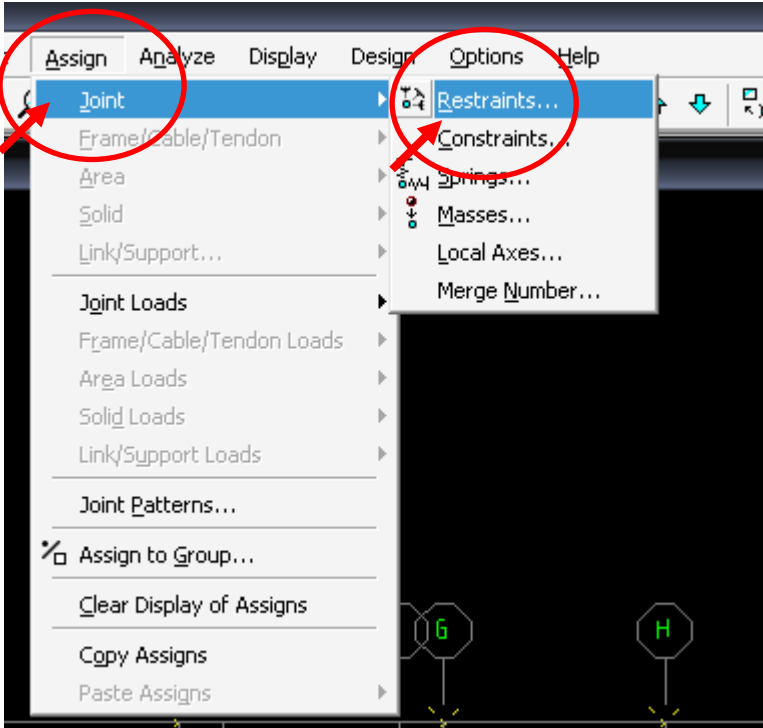 Assign Analyze Display Design Options Help
Joint
Frame/Cable/Tendon
Area
Solid
Link/Support...
Joint Loads
Frame/Cable/Tendon Loads
Area Loads
Solid Loads
Link/Support Loads
Joint Patterns...
Assign to Group...
Clear Display of Assigns
Copy Assigns
Paste Assigns
Restraints...
Constraints...
Springs...
Masses...
Local Axes...
Merge Number...
G
H